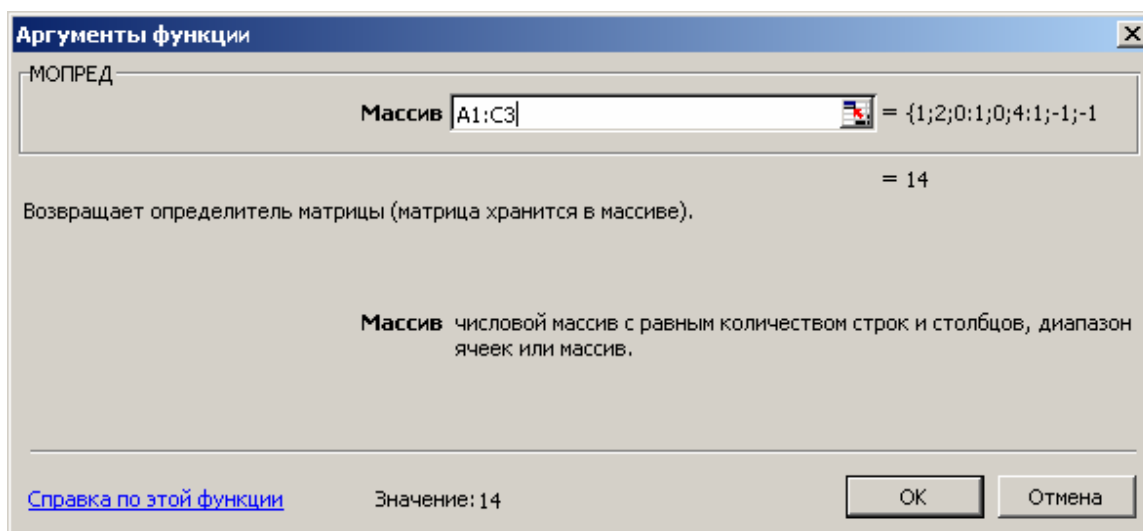 Аргументы функции
МОПРЕД
Массив A1:C3 = {1;2;0:1;0;4:1;-1;-1
= 14
Возвращает определитель матрицы (матрица хранится в массиве).
Массив числовой массив с равным количеством строк и столбцов, диапазон
ячеек или массив.
Справка по этой функции Значение:14 OK Отмена